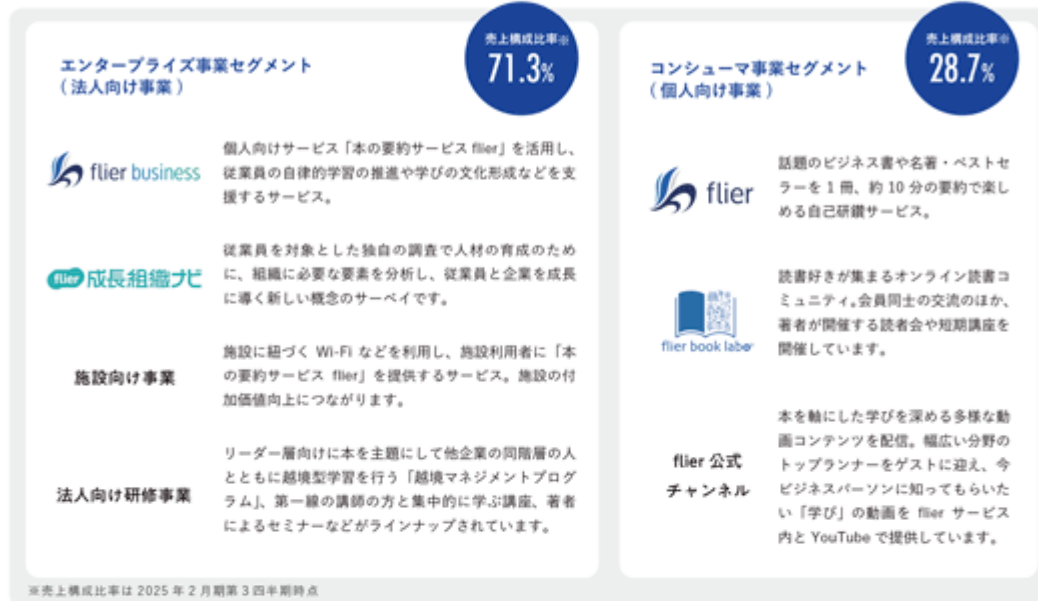 エンタープライズ事業セグメント
(法人向け事業)
売上構成比率※
71.3%
flier business
個人向けサービス「本の要約サービス flier」を活用し、
従業員の自律的学習の推進や学びの文化形成などを支
援するサービス。
flier 成長組織ナビ
従業員を対象とした独自の調査で人材の育成のため
に、組織に必要な要素を分析し、従業員と企業を成長
に導く新しい概念のサーベイです。
施設向け事業
施設に紐づく Wi-Fi などを利用し、施設利用者に「本
の要約サービス flier」を提供するサービス。施設の付
加価値向上につながります。
法人向け研修事業
リーダー層向けに本を主題にして他企業の同階層の人
とともに越境型学習を行う「越境マネジメントプログ
ラム」、第一線の講師の方と集中的に学ぶ講座、著者
によるセミナーなどがラインナップされています。
コンシューマ事業セグメント
(個人向け事業)
売上構成比率※
28.7%
flier
話題のビジネス書や名著・ベストセ
ラーを 1 冊、約 10 分の要約で楽し
める自己研鑽サービス。
flier book labo
読書好きが集まるオンライン読書コ
ミュニティ。会員同士の交流のほか、
著者が開催する読者会や短期講座を
開催しています。
flier 公式
チャンネル
本を軸にした学びを深める多様な動
画コンテンツを配信。幅広い分野の
トップランナーをゲストに迎え、今
ビジネスパーソンに知ってもらいた
い「学び」の動画を flier サービス
内と YouTube で提供しています。
※売上構成比率は 2025 年 2 月期第 3 四半期時点